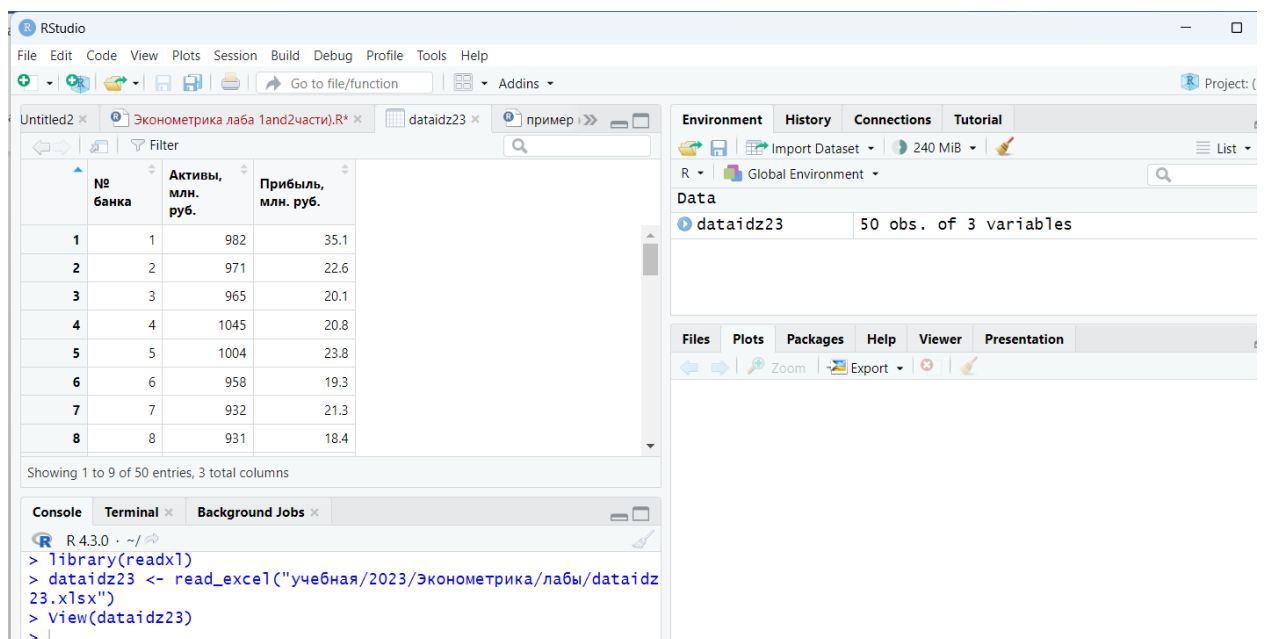 RStudio
File Edit Code View Plots Session Build Debug Profile Tools Help
Go to file/function Addins Project: (
Untitled2 Эконометрика лаба 1and2части).R* dataidz23 пример
Filter
№ банка
Активы, млн. руб.
Прибыль, млн. руб.
1 1 982 35.1
2 2 971 22.6
3 3 965 20.1
4 4 1045 20.8
5 5 1004 23.8
6 6 958 19.3
7 7 932 21.3
8 8 931 18.4
Showing 1 to 9 of 50 entries, 3 total columns
Console Terminal Background Jobs
R 4.3.0 · ~/
> library(readxl)
> dataidz23 <- read_excel("учебная/2023/Эконометрика/лабы/dataidz
23.xlsx")
> View(dataidz23)
>
Environment History Connections Tutorial
Import Dataset 240 MiB List
R Global Environment
Data
dataidz23 50 obs. of 3 variables
Files Plots Packages Help Viewer Presentation
Zoom Export